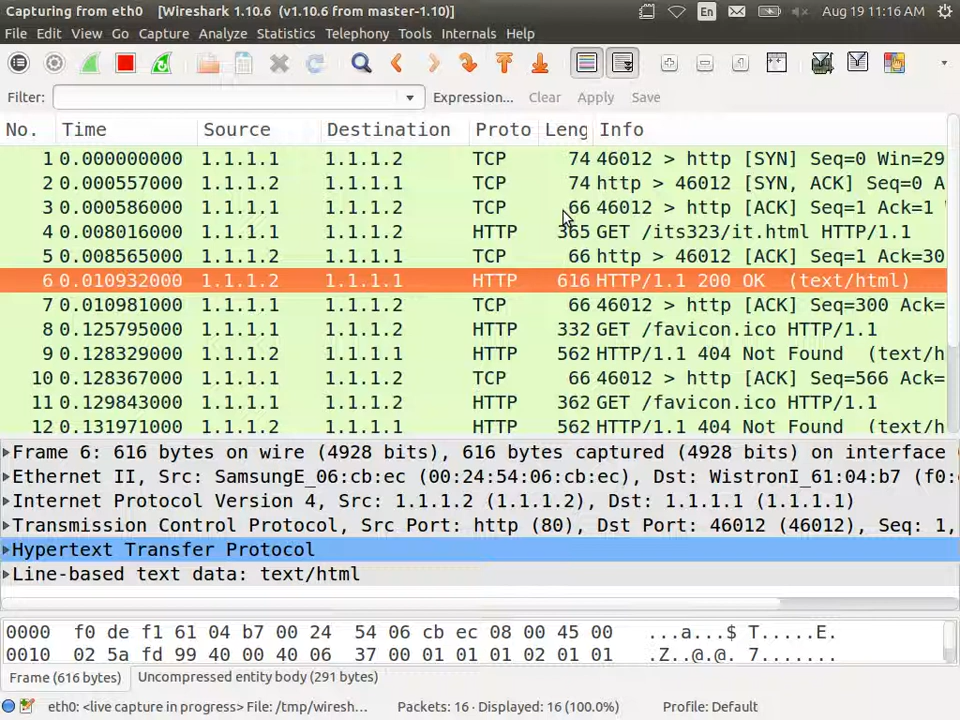 Capturing from eth0 [Wireshark 1.10.6 (v1.10.6 from master-1.10)] En Aug 19 11:16 AM
File Edit View Go Capture Analyze Statistics Telephony Tools Internals Help
Filter: Expression... Clear Apply Save
No. Time Source Destination Proto Leng Info
1 0.000000000 1.1.1.1 1.1.1.2 TCP 74 46012 > http [SYN] Seq=0 Win=29
2 0.000557000 1.1.1.2 1.1.1.1 TCP 74 http > 46012 [SYN, ACK] Seq=0 A
3 0.000586000 1.1.1.1 1.1.1.2 TCP 66 46012 > http [ACK] Seq=1 Ack=1
4 0.008016000 1.1.1.1 1.1.1.2 HTTP 365 GET /its323/it.html HTTP/1.1
5 0.008565000 1.1.1.2 1.1.1.1 TCP 66 http > 46012 [ACK] Seq=1 Ack=30
6 0.010932000 1.1.1.2 1.1.1.1 HTTP 616 HTTP/1.1 200 OK (text/html)
7 0.010981000 1.1.1.1 1.1.1.2 TCP 66 46012 > http [ACK] Seq=300 Ack=
8 0.125795000 1.1.1.1 1.1.1.2 HTTP 332 GET /favicon.ico HTTP/1.1
9 0.128329000 1.1.1.2 1.1.1.1 HTTP 562 HTTP/1.1 404 Not Found (text/h
10 0.128367000 1.1.1.1 1.1.1.2 TCP 66 46012 > http [ACK] Seq=566 Ack=
11 0.129843000 1.1.1.1 1.1.1.2 HTTP 362 GET /favicon.ico HTTP/1.1
12 0.131971000 1.1.1.2 1.1.1.1 HTTP 562 HTTP/1.1 404 Not Found (text/h
Frame 6: 616 bytes on wire (4928 bits), 616 bytes captured (4928 bits) on interface
Ethernet II, Src: SamsungE_06:cb:ec (00:24:54:06:cb:ec), Dst: WistronI_61:04:b7 (f0:
Internet Protocol Version 4, Src: 1.1.1.2 (1.1.1.2), Dst: 1.1.1.1 (1.1.1.1)
Transmission Control Protocol, Src Port: http (80), Dst Port: 46012 (46012), Seq: 1,
Hypertext Transfer Protocol
Line-based text data: text/html
0000 f0 de f1 61 04 b7 00 24 54 06 cb ec 08 00 45 00 ...a...$ T.....E.
0010 02 5a fd 99 40 00 40 06 37 00 01 01 01 02 01 01 .Z..@.@. 7.......
Frame (616 bytes) Uncompressed entity body (291 bytes)
eth0: <live capture in progress> File: /tmp/wiresh... Packets: 16 · Displayed: 16 (100.0%) Profile: Default